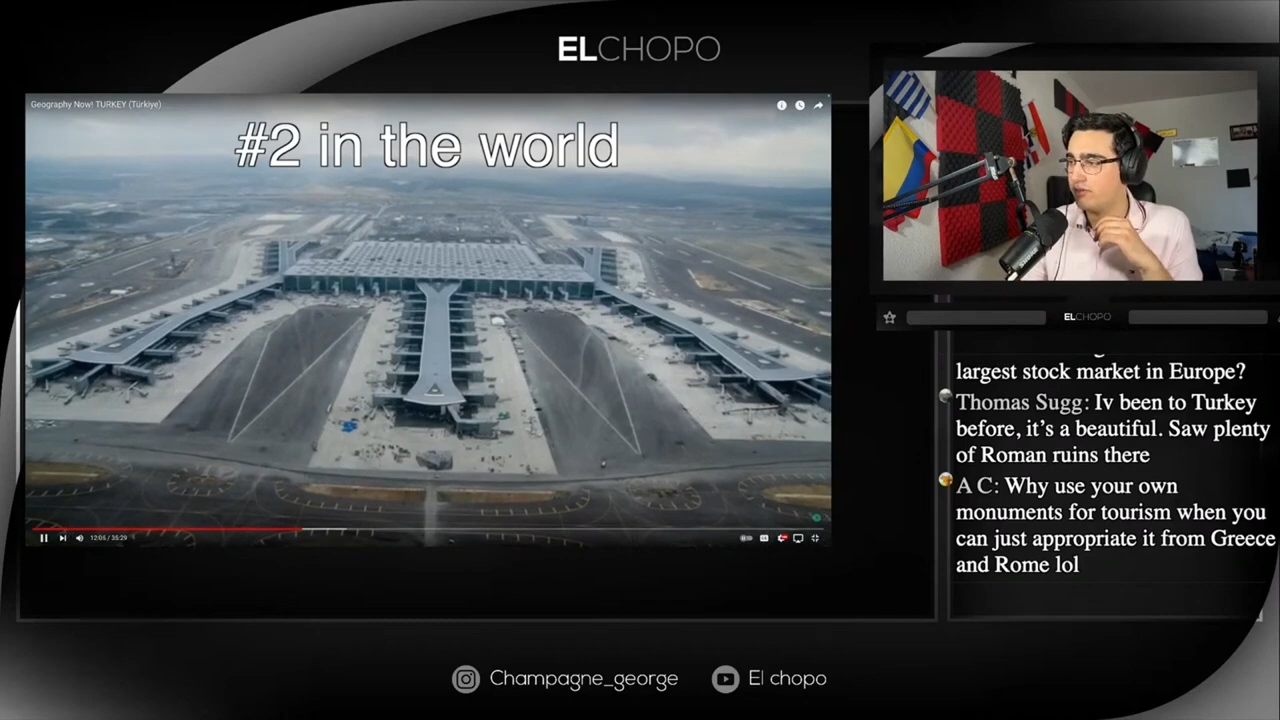 ELCHOPO
Geography Now! TURKEY (Türkiye)
#2 in the world
12:05 / 35:29
ELCHOPO
largest stock market in Europe?
Thomas Sugg: Iv been to Turkey
before, it's a beautiful. Saw plenty
of Roman ruins there
A C: Why use your own
monuments for tourism when you
can just appropriate it from Greece
and Rome lol
Champagne_george
El chopo